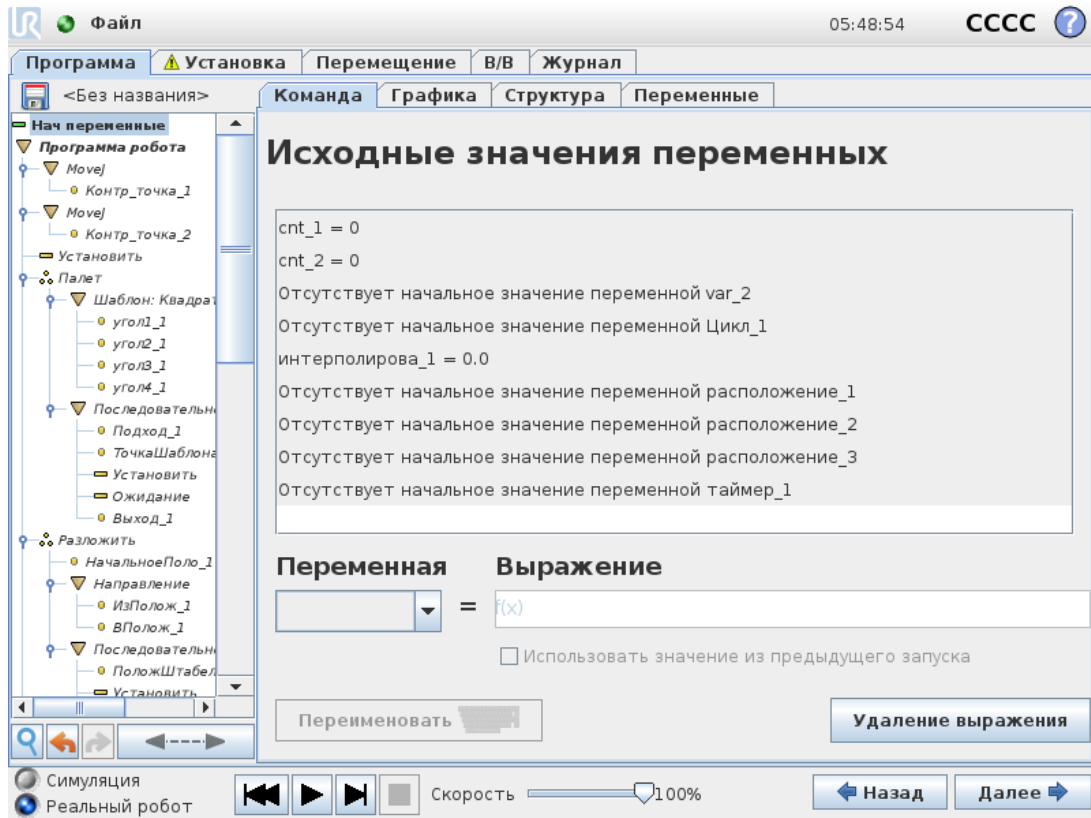 Файл
05:48:54
CCCC
?
Программа
Установка
Перемещение
В/В
Журнал
<Без названия>
Команда
Графика
Структура
Переменные
Нач переменные
Программа робота
MoveJ
Контр_точка_1
MoveJ
Контр_точка_2
Установить
Палет
Шаблон: Квадрат
угол1_1
угол2_1
угол3_1
угол4_1
Подход_1
Установить
Ожидание
Выход_1
Разложить
НачальноеПоло_1
Направление
ИзПолож_1
ВПолож_1
Установить
Исходные значения переменных
cnt_1 = 0
cnt_2 = 0
Отсутствует начальное значение переменной var_2
Отсутствует начальное значение переменной Цикл_1
интерполирова_1 = 0.0
Отсутствует начальное значение переменной расположение_1
Отсутствует начальное значение переменной расположение_2
Отсутствует начальное значение переменной расположение_3
Отсутствует начальное значение переменной таймер_1
Переменная
Выражение
=
f(x)
Использовать значение из предыдущего запуска
Переименовать
Удаление выражения
Симуляция
Реальный робот
Скорость
100%
Назад
Далее